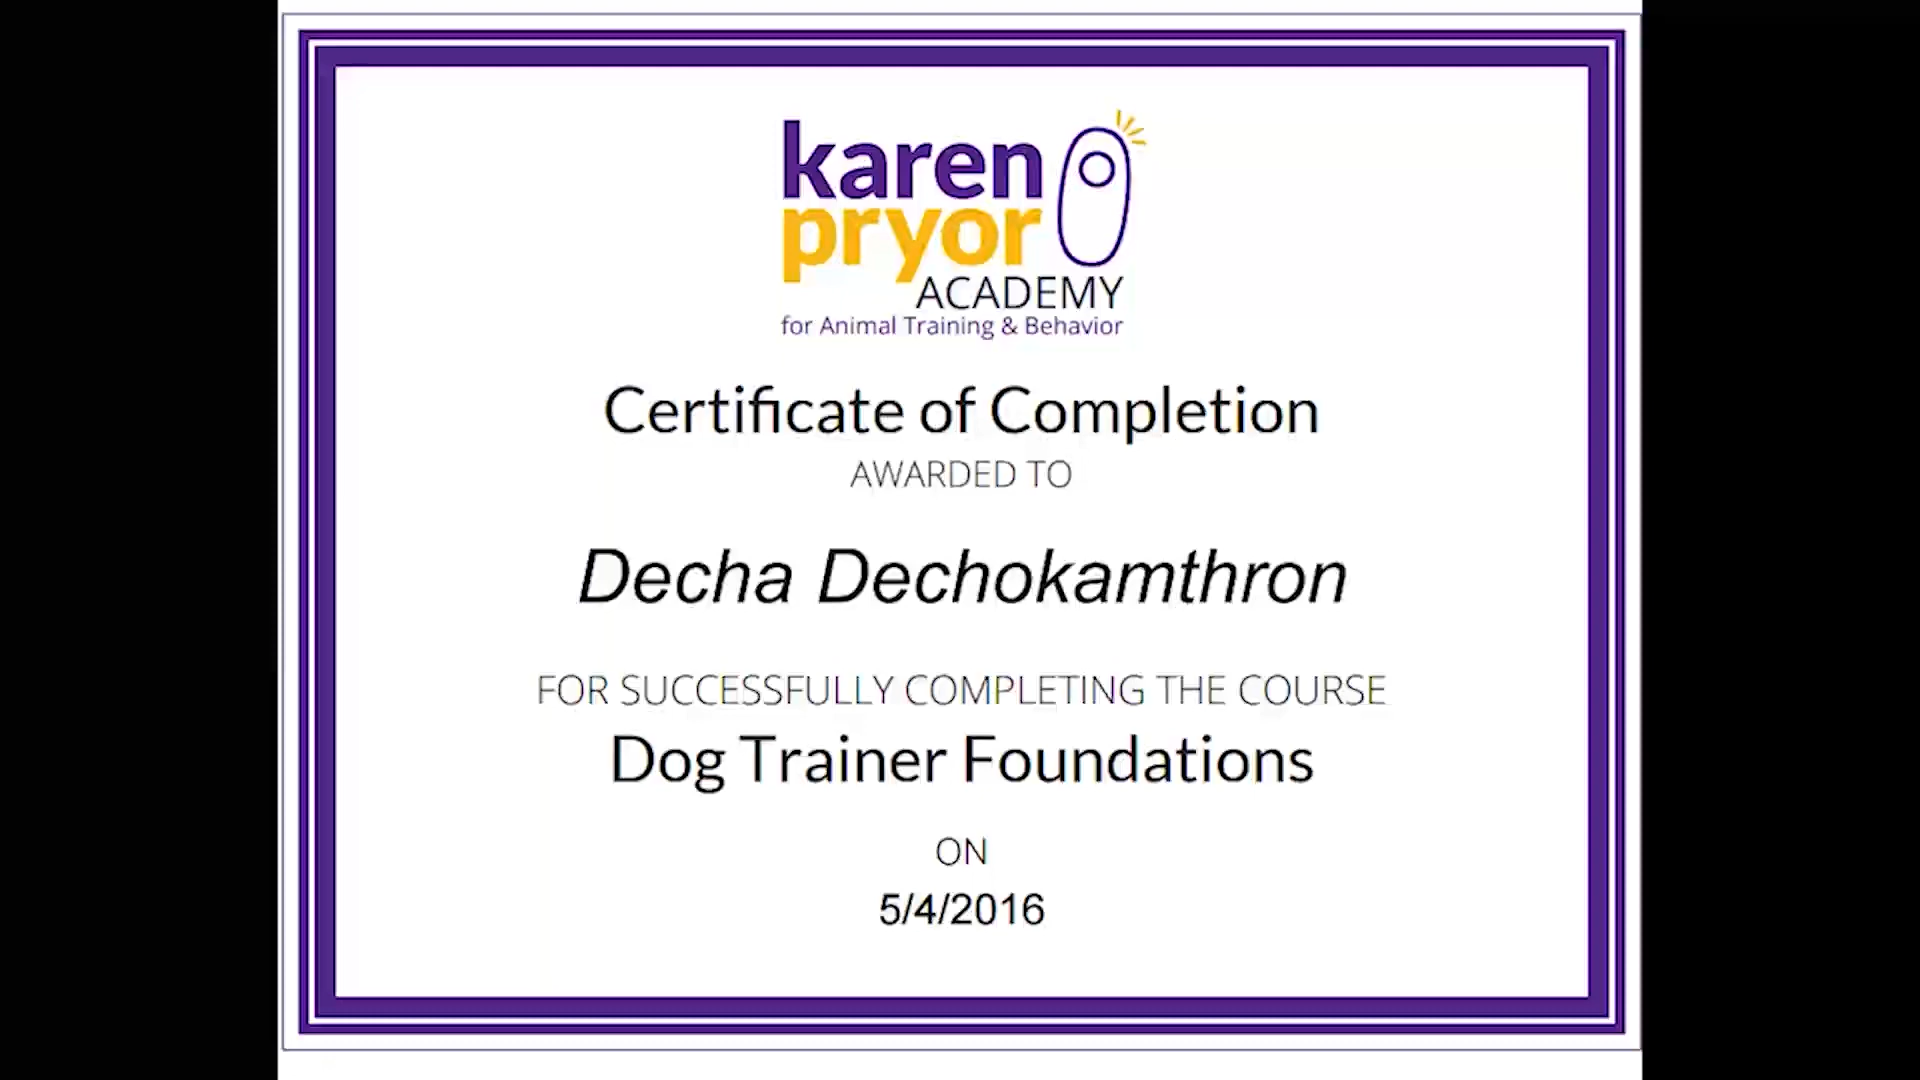 karen
pryor
ACADEMY
for Animal Training & Behavior
Certificate of Completion
AWARDED TO
Decha Dechokamthron
FOR SUCCESSFULLY COMPLETING THE COURSE
Dog Trainer Foundations
ON
5/4/2016